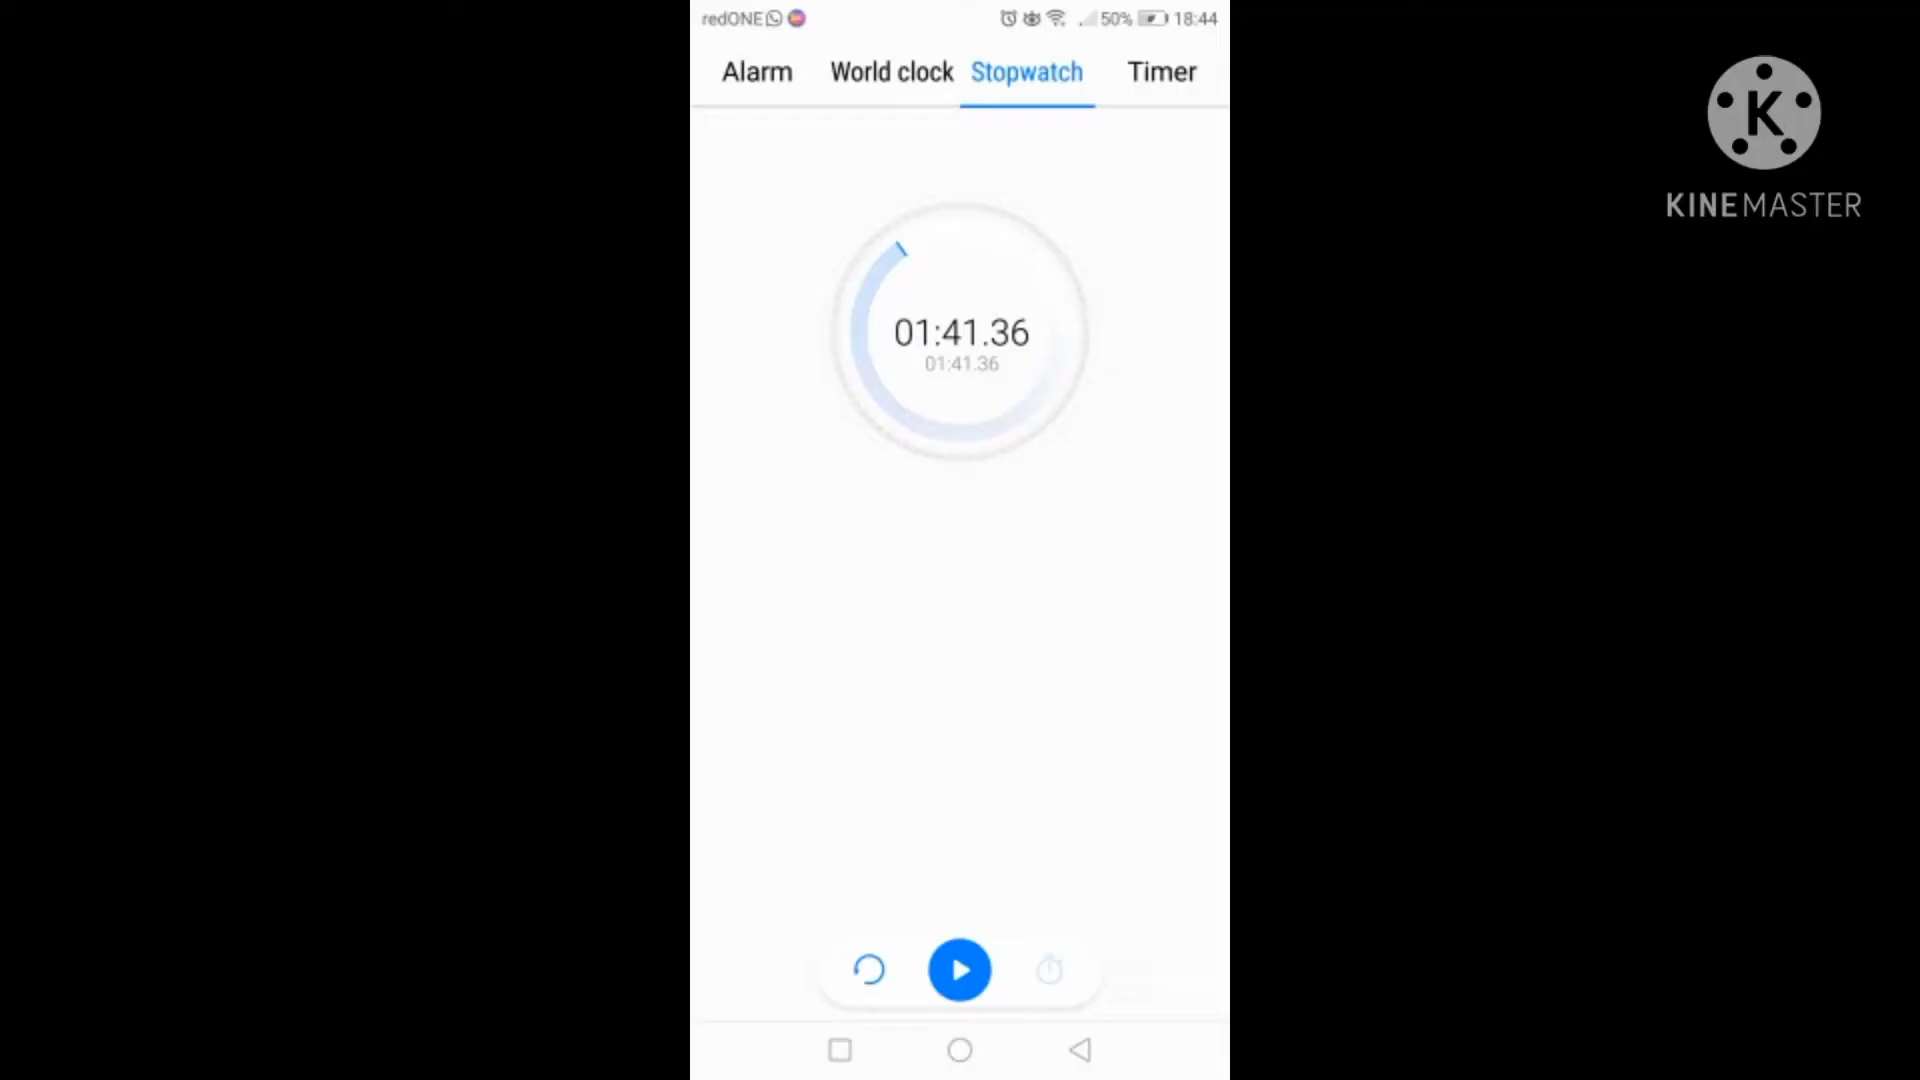 redONE 50% 18:44
Alarm World clock Stopwatch Timer
K
KINEMASTER
01:41.36
01:41.36